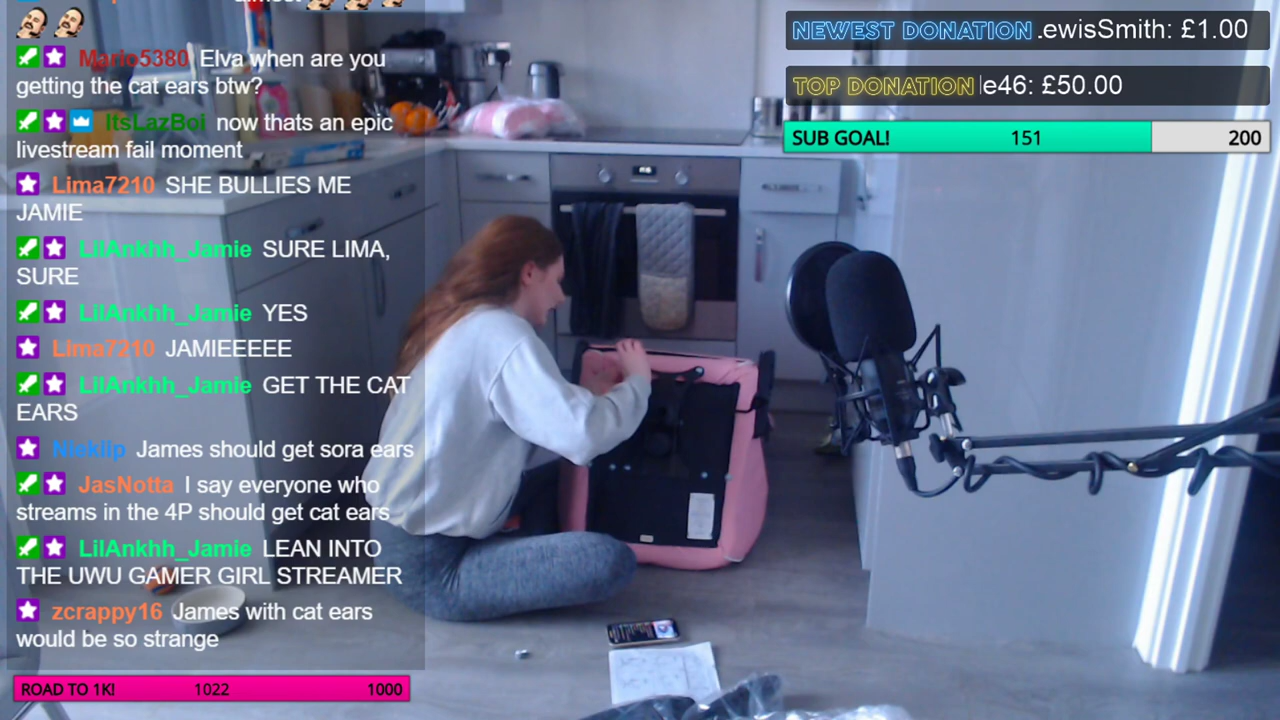 Mario5380 Elva when are you
getting the cat ears btw?
ItsLazBoi now thats an epic
livestream fail moment
Lima7210 SHE BULLIES ME
JAMIE
LilAnkhh_Jamie SURE LIMA,
SURE
LilAnkhh_Jamie YES
Lima7210 JAMIEEEEE
LilAnkhh_Jamie GET THE CAT
EARS
James should get sora ears
JasNotta I say everyone who
streams in the 4P should get cat ears
LilAnkhh_Jamie LEAN INTO
THE UWU GAMER GIRL STREAMER
zcrappy16 James with cat ears
would be so strange
ROAD TO 1K! 1022 1000
NEWEST DONATION .ewisSmith: £1.00
TOP DONATION le46: £50.00
SUB GOAL! 151 200